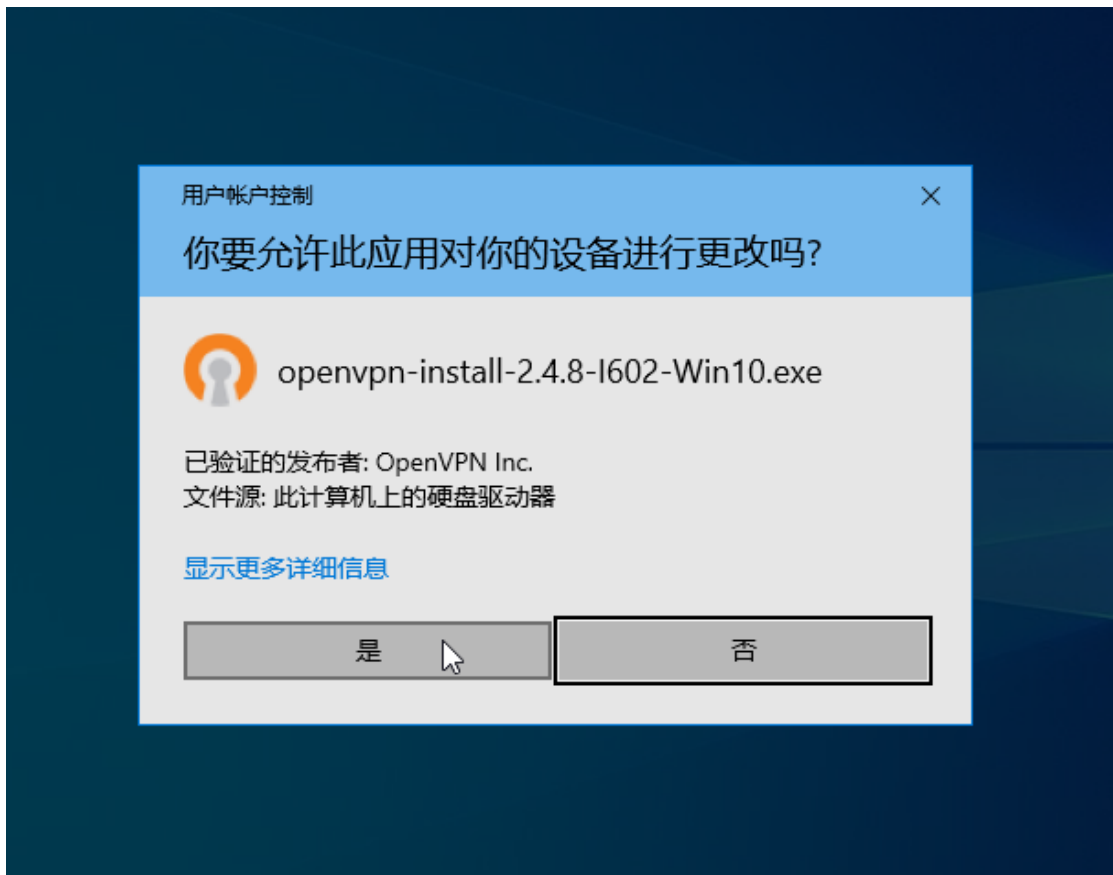 用户帐户控制
你要允许此应用对你的设备进行更改吗?
openvpn-install-2.4.8-I602-Win10.exe
已验证的发布者: OpenVPN Inc.
文件源: 此计算机上的硬盘驱动器
显示更多详细信息
是
否